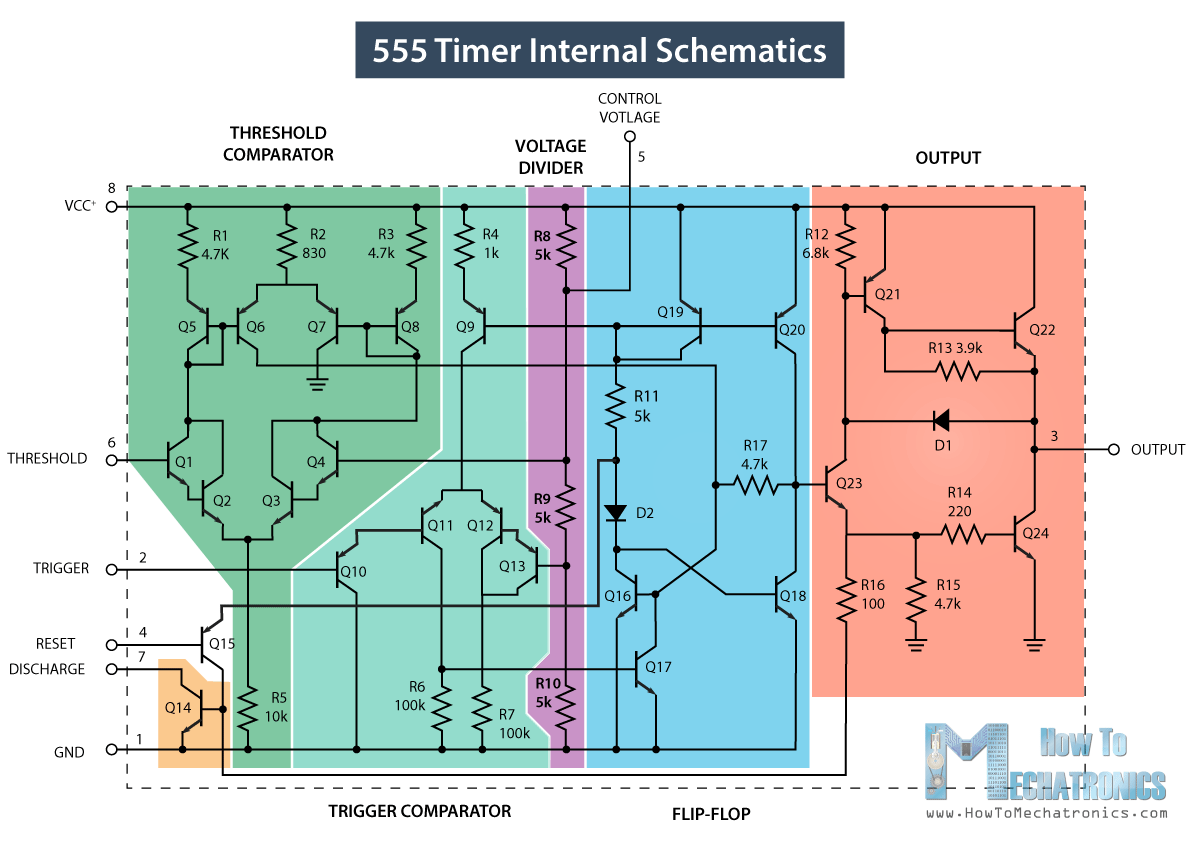 555 Timer Internal Schematics
CONTROL
VOTLAGE
5
THRESHOLD
COMPARATOR
VOLTAGE
DIVIDER
OUTPUT
8
VCC+
R1
4.7K
R2
830
R3
4.7k
R4
1k
R8
5k
R12
6.8k
Q5
Q6
Q7
Q8
Q9
Q19
Q20
Q21
Q22
R13 3.9k
R11
5k
D1
6
THRESHOLD
Q1
Q4
R17
4.7k
3
OUTPUT
Q2
Q3
R9
5k
Q23
R14
220
D2
Q11
Q12
Q24
2
TRIGGER
Q10
Q13
Q16
Q18
R16
100
R15
4.7k
4
RESET
Q15
7
DISCHARGE
Q17
Q14
R5
10k
R6
100k
R7
100k
R10
5k
1
GND
TRIGGER COMPARATOR
FLIP-FLOP
How To
MECHATRONICS
www.HowToMechatronics.com